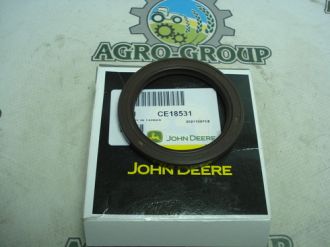 AGRO-GROUP
CE18531
JOHN DEERE
JOHN DEERE